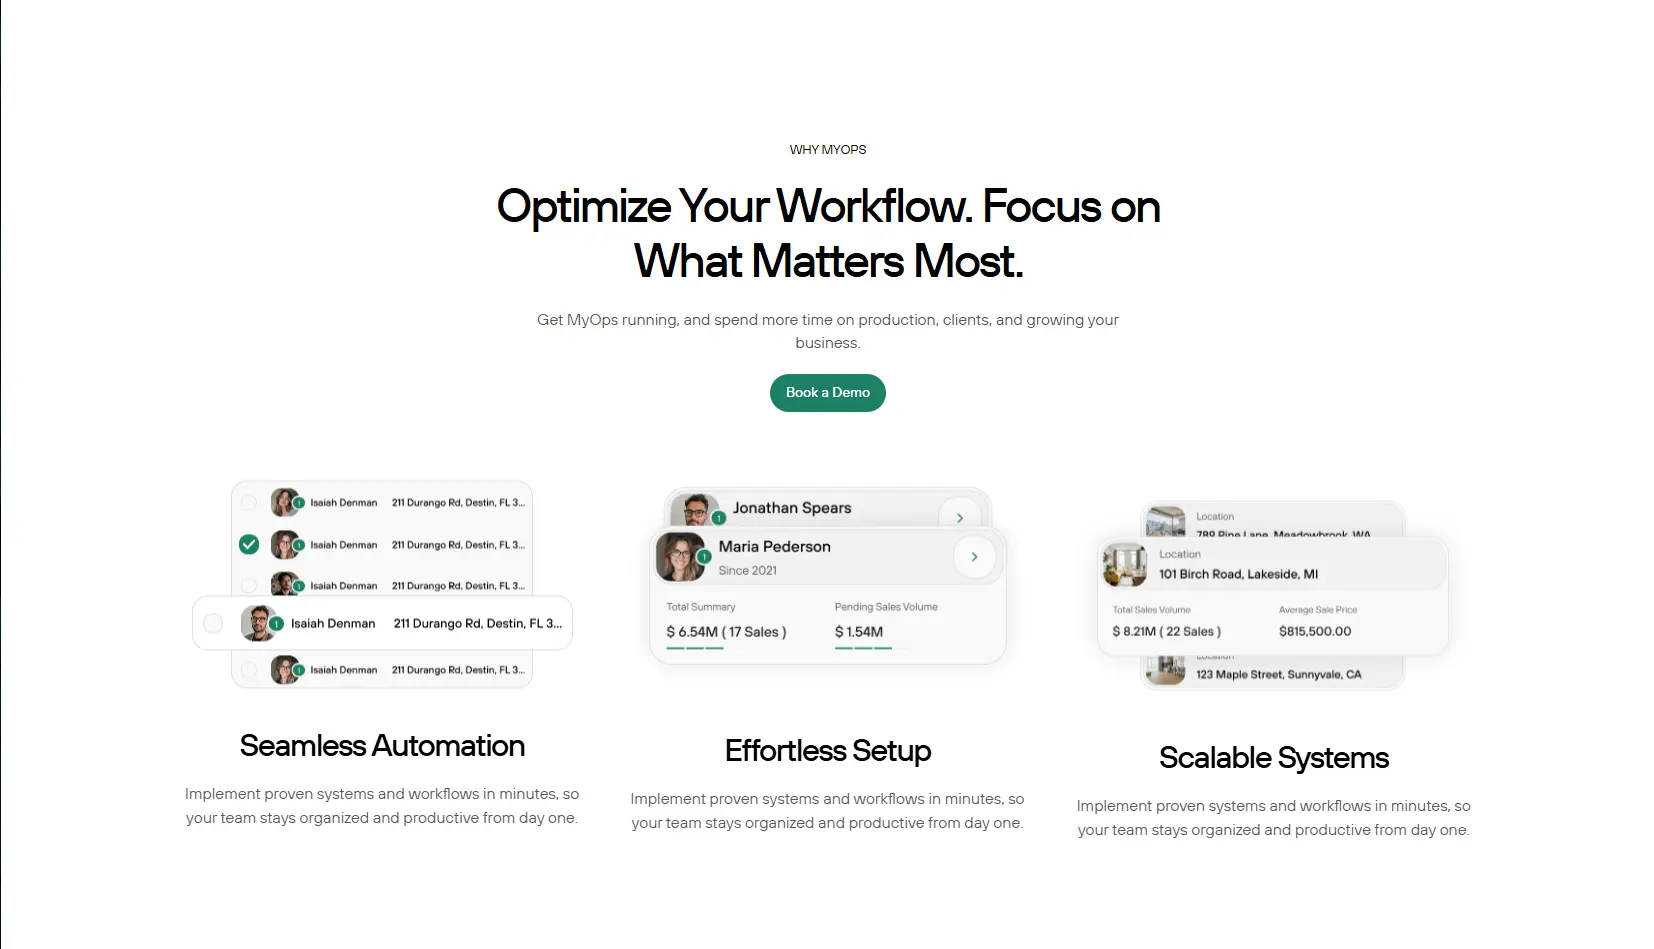 WHY MYOPS
Optimize Your Workflow. Focus on
What Matters Most.
Get MyOps running, and spend more time on production, clients, and growing your
business.
Book a Demo
1 Isaiah Denman 211 Durango Rd, Destin, FL 3...
1 Isaiah Denman 211 Durango Rd, Destin, FL 3...
1 Isaiah Denman 211 Durango Rd, Destin, FL 3...
1 Isaiah Denman 211 Durango Rd, Destin, FL 3...
1 Isaiah Denman 211 Durango Rd, Destin, FL 3...
Seamless Automation
Implement proven systems and workflows in minutes, so
your team stays organized and productive from day one.
1 Jonathan Spears
1 Maria Pederson
Since 2021
Total Summary Pending Sales Volume
$ 6.54M ( 17 Sales ) $ 1.54M
Effortless Setup
Implement proven systems and workflows in minutes, so
your team stays organized and productive from day one.
Location
789 Pine Lane, Meadowbrook, WA
Location
101 Birch Road, Lakeside, MI
Total Sales Volume Average Sale Price
$ 8.21M ( 22 Sales ) $815,500.00
Location
123 Maple Street, Sunnyvale, CA
Scalable Systems
Implement proven systems and workflows in minutes, so
your team stays organized and productive from day one.